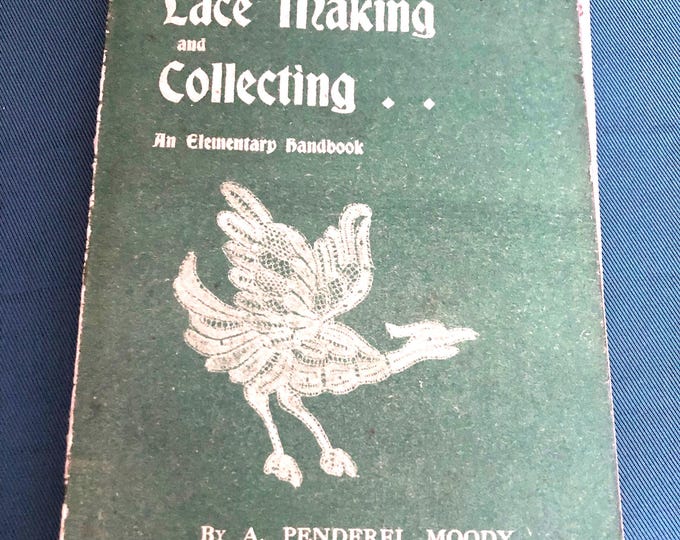 Lace Making
and
Collecting . .
An Elementary Handbook
By A. PENDEREL MOODY